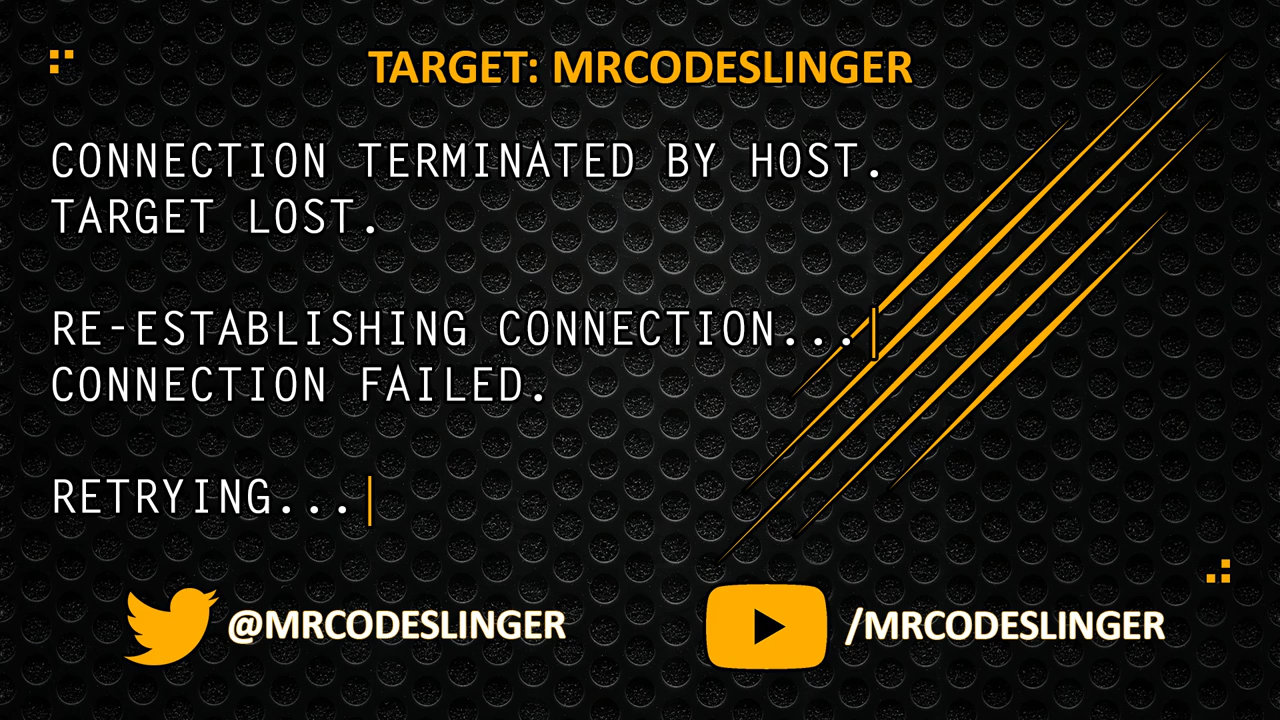 TARGET: MRCODESLINGER
CONNECTION TERMINATED BY HOST.
TARGET LOST.
RE-ESTABLISHING CONNECTION...|
CONNECTION FAILED.
RETRYING...|
@MRCODESLINGER
/MRCODESLINGER